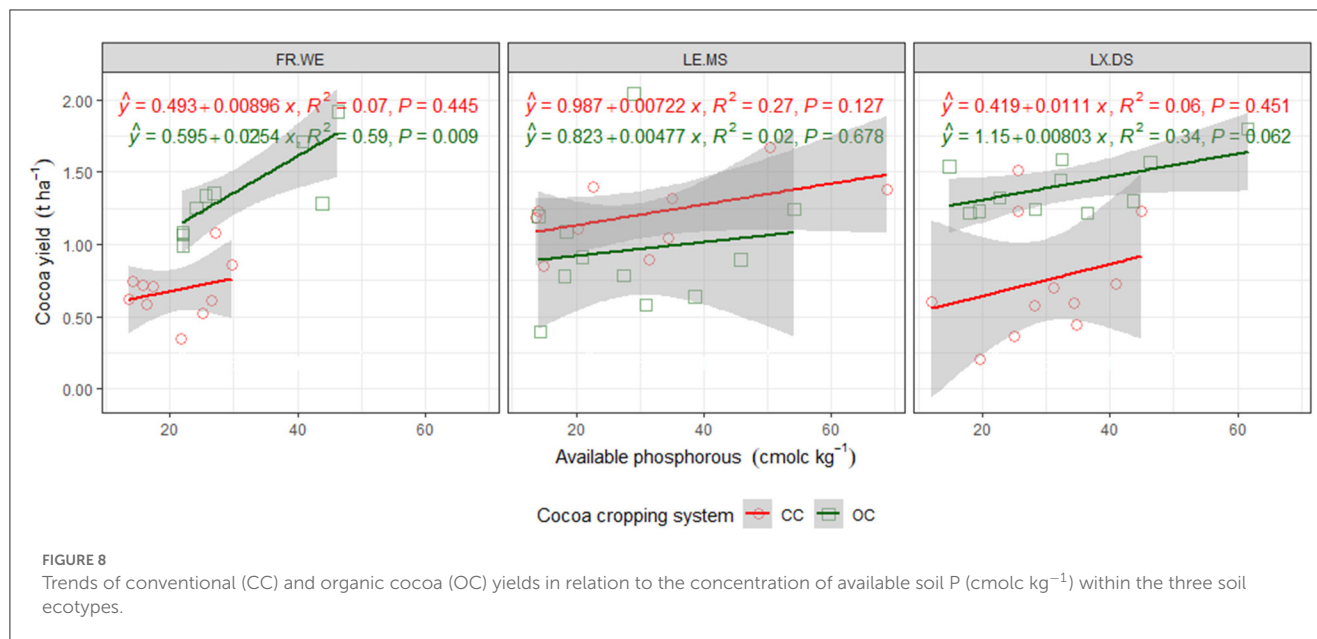 FR.WE
LE.MS
LX.DS
ŷ = 0.493+0.00896 x, R² = 0.07, P = 0.445
ŷ = 0.595+0.0254 x, R² = 0.59, P = 0.009
ŷ = 0.987+0.00722 x, R² = 0.27, P = 0.127
ŷ = 0.823+0.00477 x, R² = 0.02, P = 0.678
ŷ = 0.419+0.0111 x, R² = 0.06, P = 0.451
ŷ = 1.15+0.00803 x, R² = 0.34, P = 0.062
2.00
1.50
1.00
0.50
0.00
Cocoa yield (t ha⁻¹)
20 40 60 20 40 60 20 40 60
Available phosphorous (cmolc kg⁻¹)
Cocoa cropping system CC OC
FIGURE 8
Trends of conventional (CC) and organic cocoa (OC) yields in relation to the concentration of available soil P (cmolc kg⁻¹) within the three soil
ecotypes.